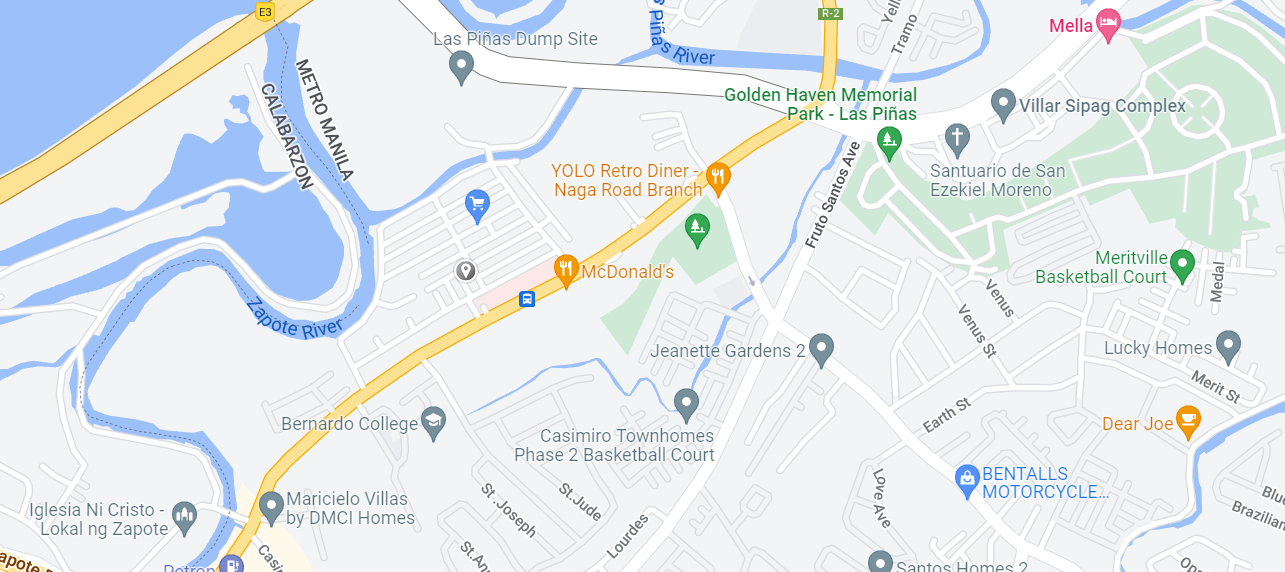 E3
R-2
Las Piñas Dump Site
Piñas River
Tramo
Mella
METRO MANILA
CALABARZON
Golden Haven Memorial
Park - Las Piñas
Villar Sipag Complex
YOLO Retro Diner -
Naga Road Branch
Fruto Santos Ave
Santuario de San
Ezekiel Moreno
McDonald's
Meritville
Basketball Court
Medal
Venus
Venus St
Zapote River
Jeanette Gardens 2
Lucky Homes
Merit St
Bernardo College
Earth St
Dear Joe
Casimiro Townhomes
Phase 2 Basketball Court
BENTALLS
MOTORCYCLE...
Love Ave
Iglesia Ni Cristo -
Lokal ng Zapote
Maricielo Villas
by DMCI Homes
St. Joseph
St. Jude
Lourdes
Brazilian
Petron
Santos Homes 2